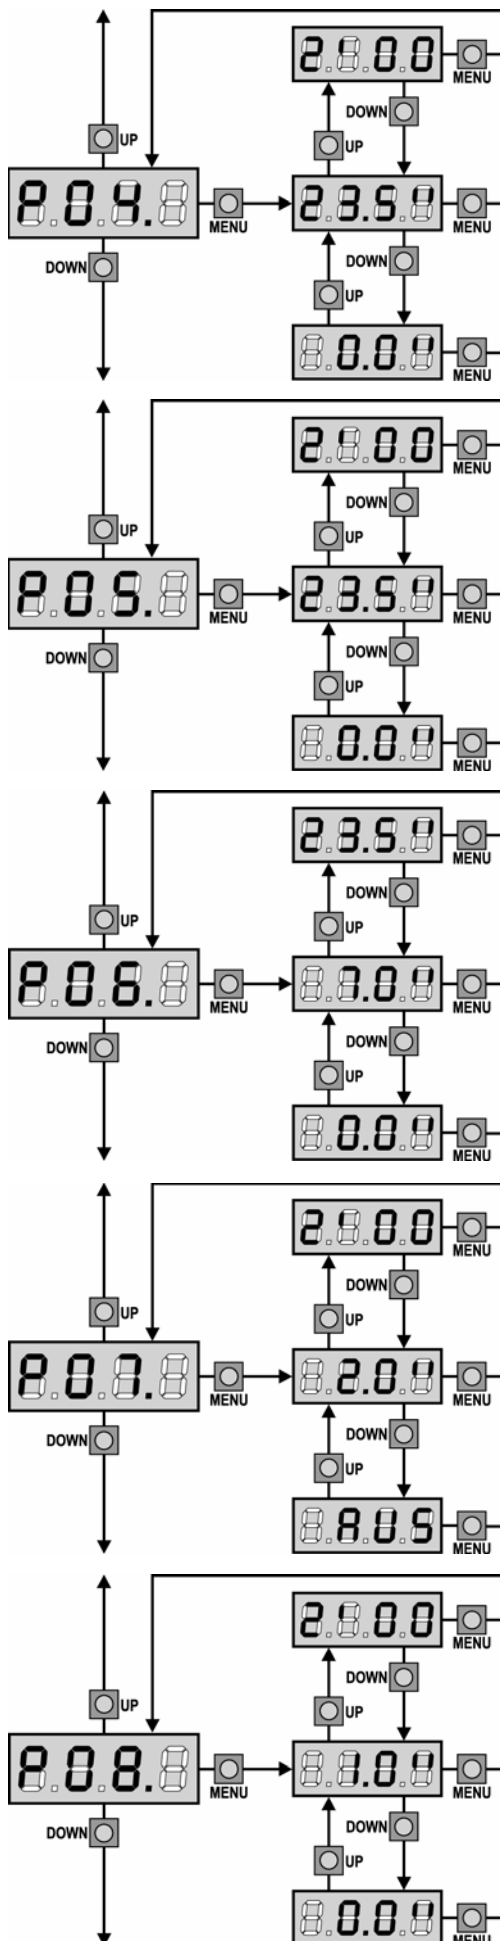 2'00
MENU
DOWN
UP
UP
P04.
MENU
23.5"
MENU
DOWN
DOWN
UP
0.0"
MENU
2'00
MENU
DOWN
UP
UP
P05.
MENU
23.5"
MENU
DOWN
DOWN
UP
0.0"
MENU
23.5"
MENU
DOWN
UP
UP
P06.
MENU
7.0"
MENU
DOWN
DOWN
UP
0.0"
MENU
2'00
MENU
DOWN
UP
UP
P07.
MENU
2.0"
MENU
DOWN
DOWN
UP
AUS
MENU
2'00
MENU
DOWN
UP
UP
P08.
MENU
1.0"
MENU
DOWN
DOWN
UP
0.0"
MENU